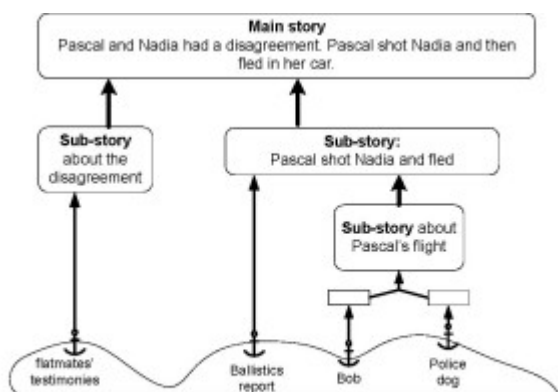 Main story
Pascal and Nadia had a disagreement. Pascal shot Nadia and then
fled in her car.
Sub-story
about the
disagreement
Sub-story:
Pascal shot Nadia and fled
Sub-story about
Pascal's flight
flatmates'
testimonies
Ballistics
report
Bob
Police
dog